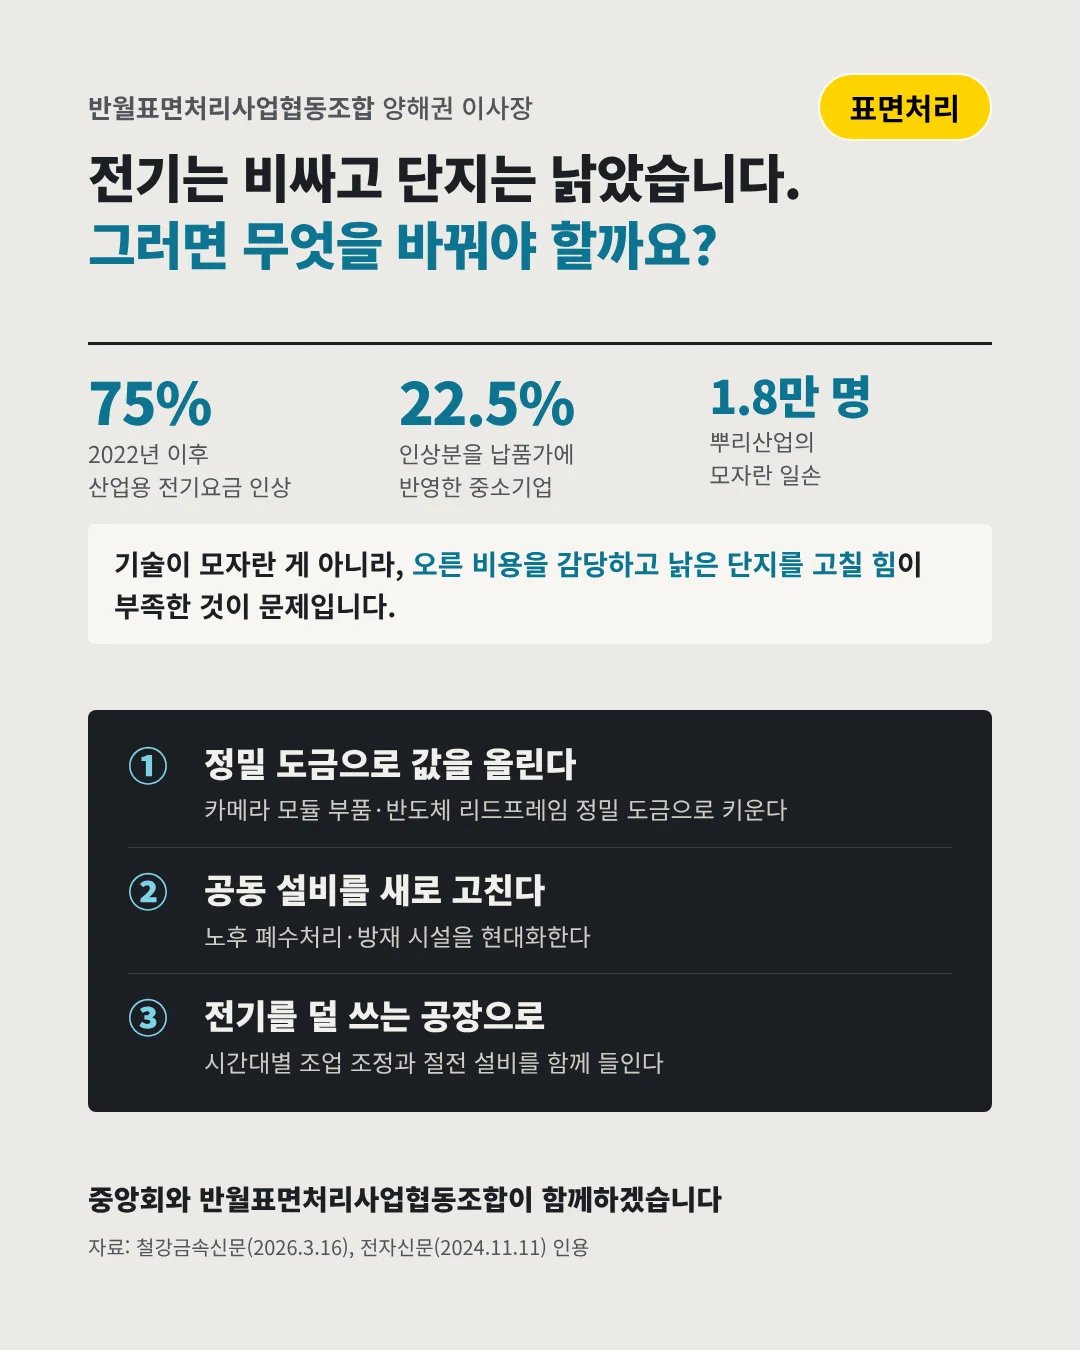 반월표면처리사업협동조합 양해권 이사장
표면처리
전기는 비싸고 단지는 낡았습니다.
그러면 무엇을 바꿔야 할까요?
75%
2022년 이후
산업용 전기요금 인상
22.5%
인상분을 납품가에
반영한 중소기업
1.8만 명
뿌리산업의
모자란 일손
기술이 모자란 게 아니라, 오른 비용을 감당하고 낡은 단지를 고칠 힘이
부족한 것이 문제입니다.
① 정밀 도금으로 값을 올린다
카메라 모듈 부품·반도체 리드프레임 정밀 도금으로 키운다
② 공동 설비를 새로 고친다
노후 폐수처리·방재 시설을 현대화한다
③ 전기를 덜 쓰는 공장으로
시간대별 조업 조정과 절전 설비를 함께 들인다
중앙회와 반월표면처리사업협동조합이 함께하겠습니다
자료: 철강금속신문(2026.3.16), 전자신문(2024.11.11) 인용